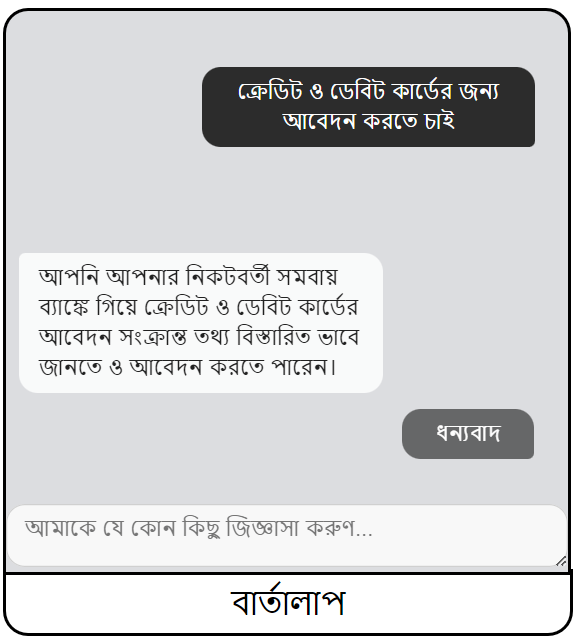 ক্রেডিট ও ডেবিট কার্ডের জন্য
আবেদন করতে চাই
আপনি আপনার নিকটবর্তী সমবায়
ব্যাঙ্কে গিয়ে ক্রেডিট ও ডেবিট কার্ডের
আবেদন সংক্রান্ত তথ্য বিস্তারিত ভাবে
জানতে ও আবেদন করতে পারেন।
ধন্যবাদ
আমাকে যে কোন কিছু জিজ্ঞাসা করুণ...
বার্তালাপ